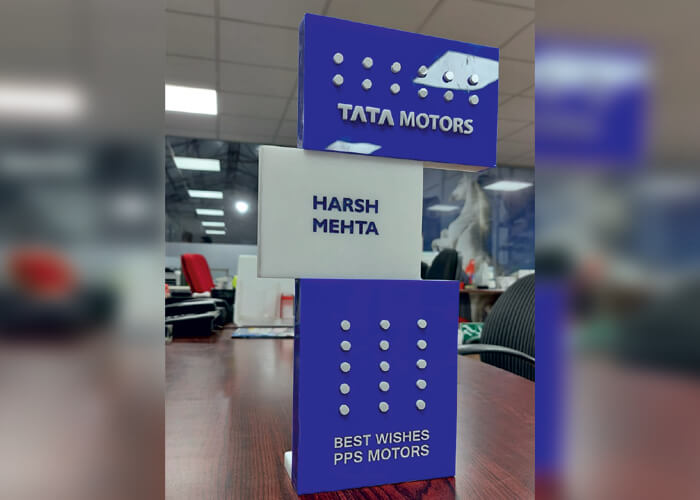 TATA MOTORS
HARSH
MEHTA
BEST WISHES
PPS MOTORS